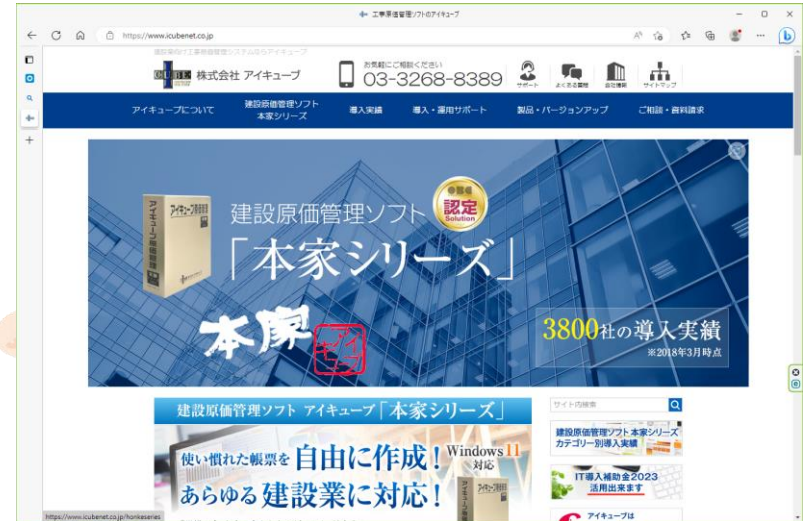 工事原価管理ソフトのアイキューブ
https://www.icubenet.co.jp
建設業向け工事原価管理システムならアイキューブ
iCUBE 株式会社 アイキューブ
お気軽にご相談ください
03-3268-8389
サポート
よくある質問
会社情報
サイトマップ
アイキューブについて
建設原価管理ソフト
本家シリーズ
導入実績
導入・運用サポート
製品・バージョンアップ
ご相談・資料請求
建設原価管理ソフト
OBC
認定
Solution
「本家シリーズ」
本家
アイキューブ
3800社の導入実績
※2018年3月時点
建設原価管理ソフト アイキューブ「本家シリーズ」
使い慣れた帳票を自由に作成!
Windows11
対応
あらゆる建設業に対応!
サイト内検索
建設原価管理ソフト 本家シリーズ
カテゴリー別導入実績
IT導入補助金2023
活用出来ます
アイキューブは
https://www.icubenet.co.jp/honkeseries